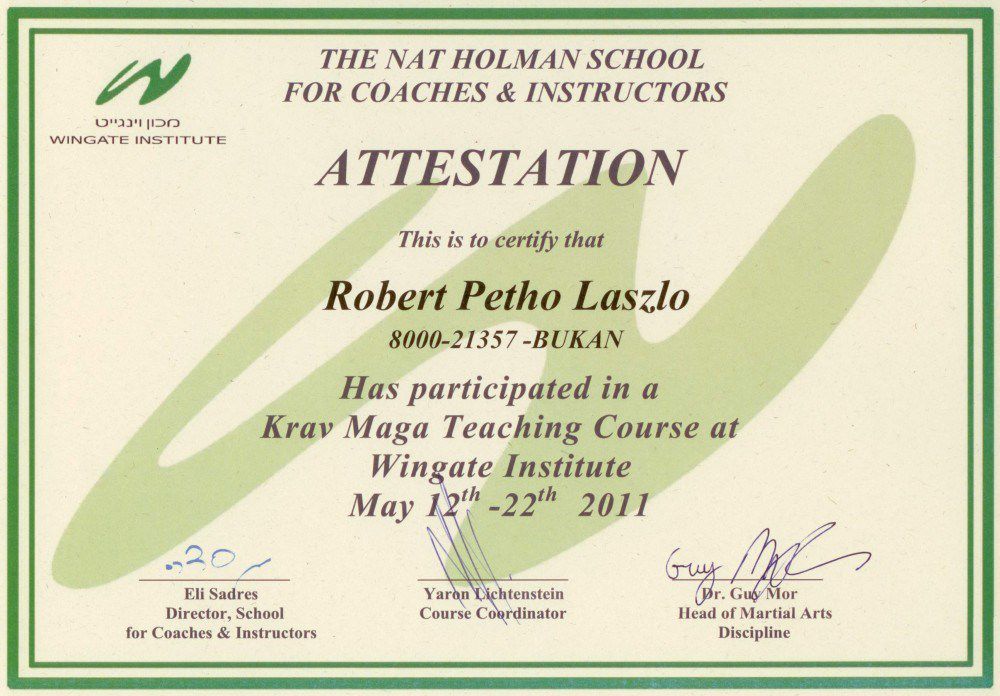 THE NAT HOLMAN SCHOOL
FOR COACHES & INSTRUCTORS
מכון וינגייט
WINGATE INSTITUTE
ATTESTATION
This is to certify that
Robert Petho Laszlo
8000-21357 -BUKAN
Has participated in a
Krav Maga Teaching Course at
Wingate Institute
May 12th -22th 2011
Guy Mor
Eli Sadres
Director, School
for Coaches & Instructors
Yaron Lichtenstein
Course Coordinator
Dr. Guy Mor
Head of Martial Arts
Discipline